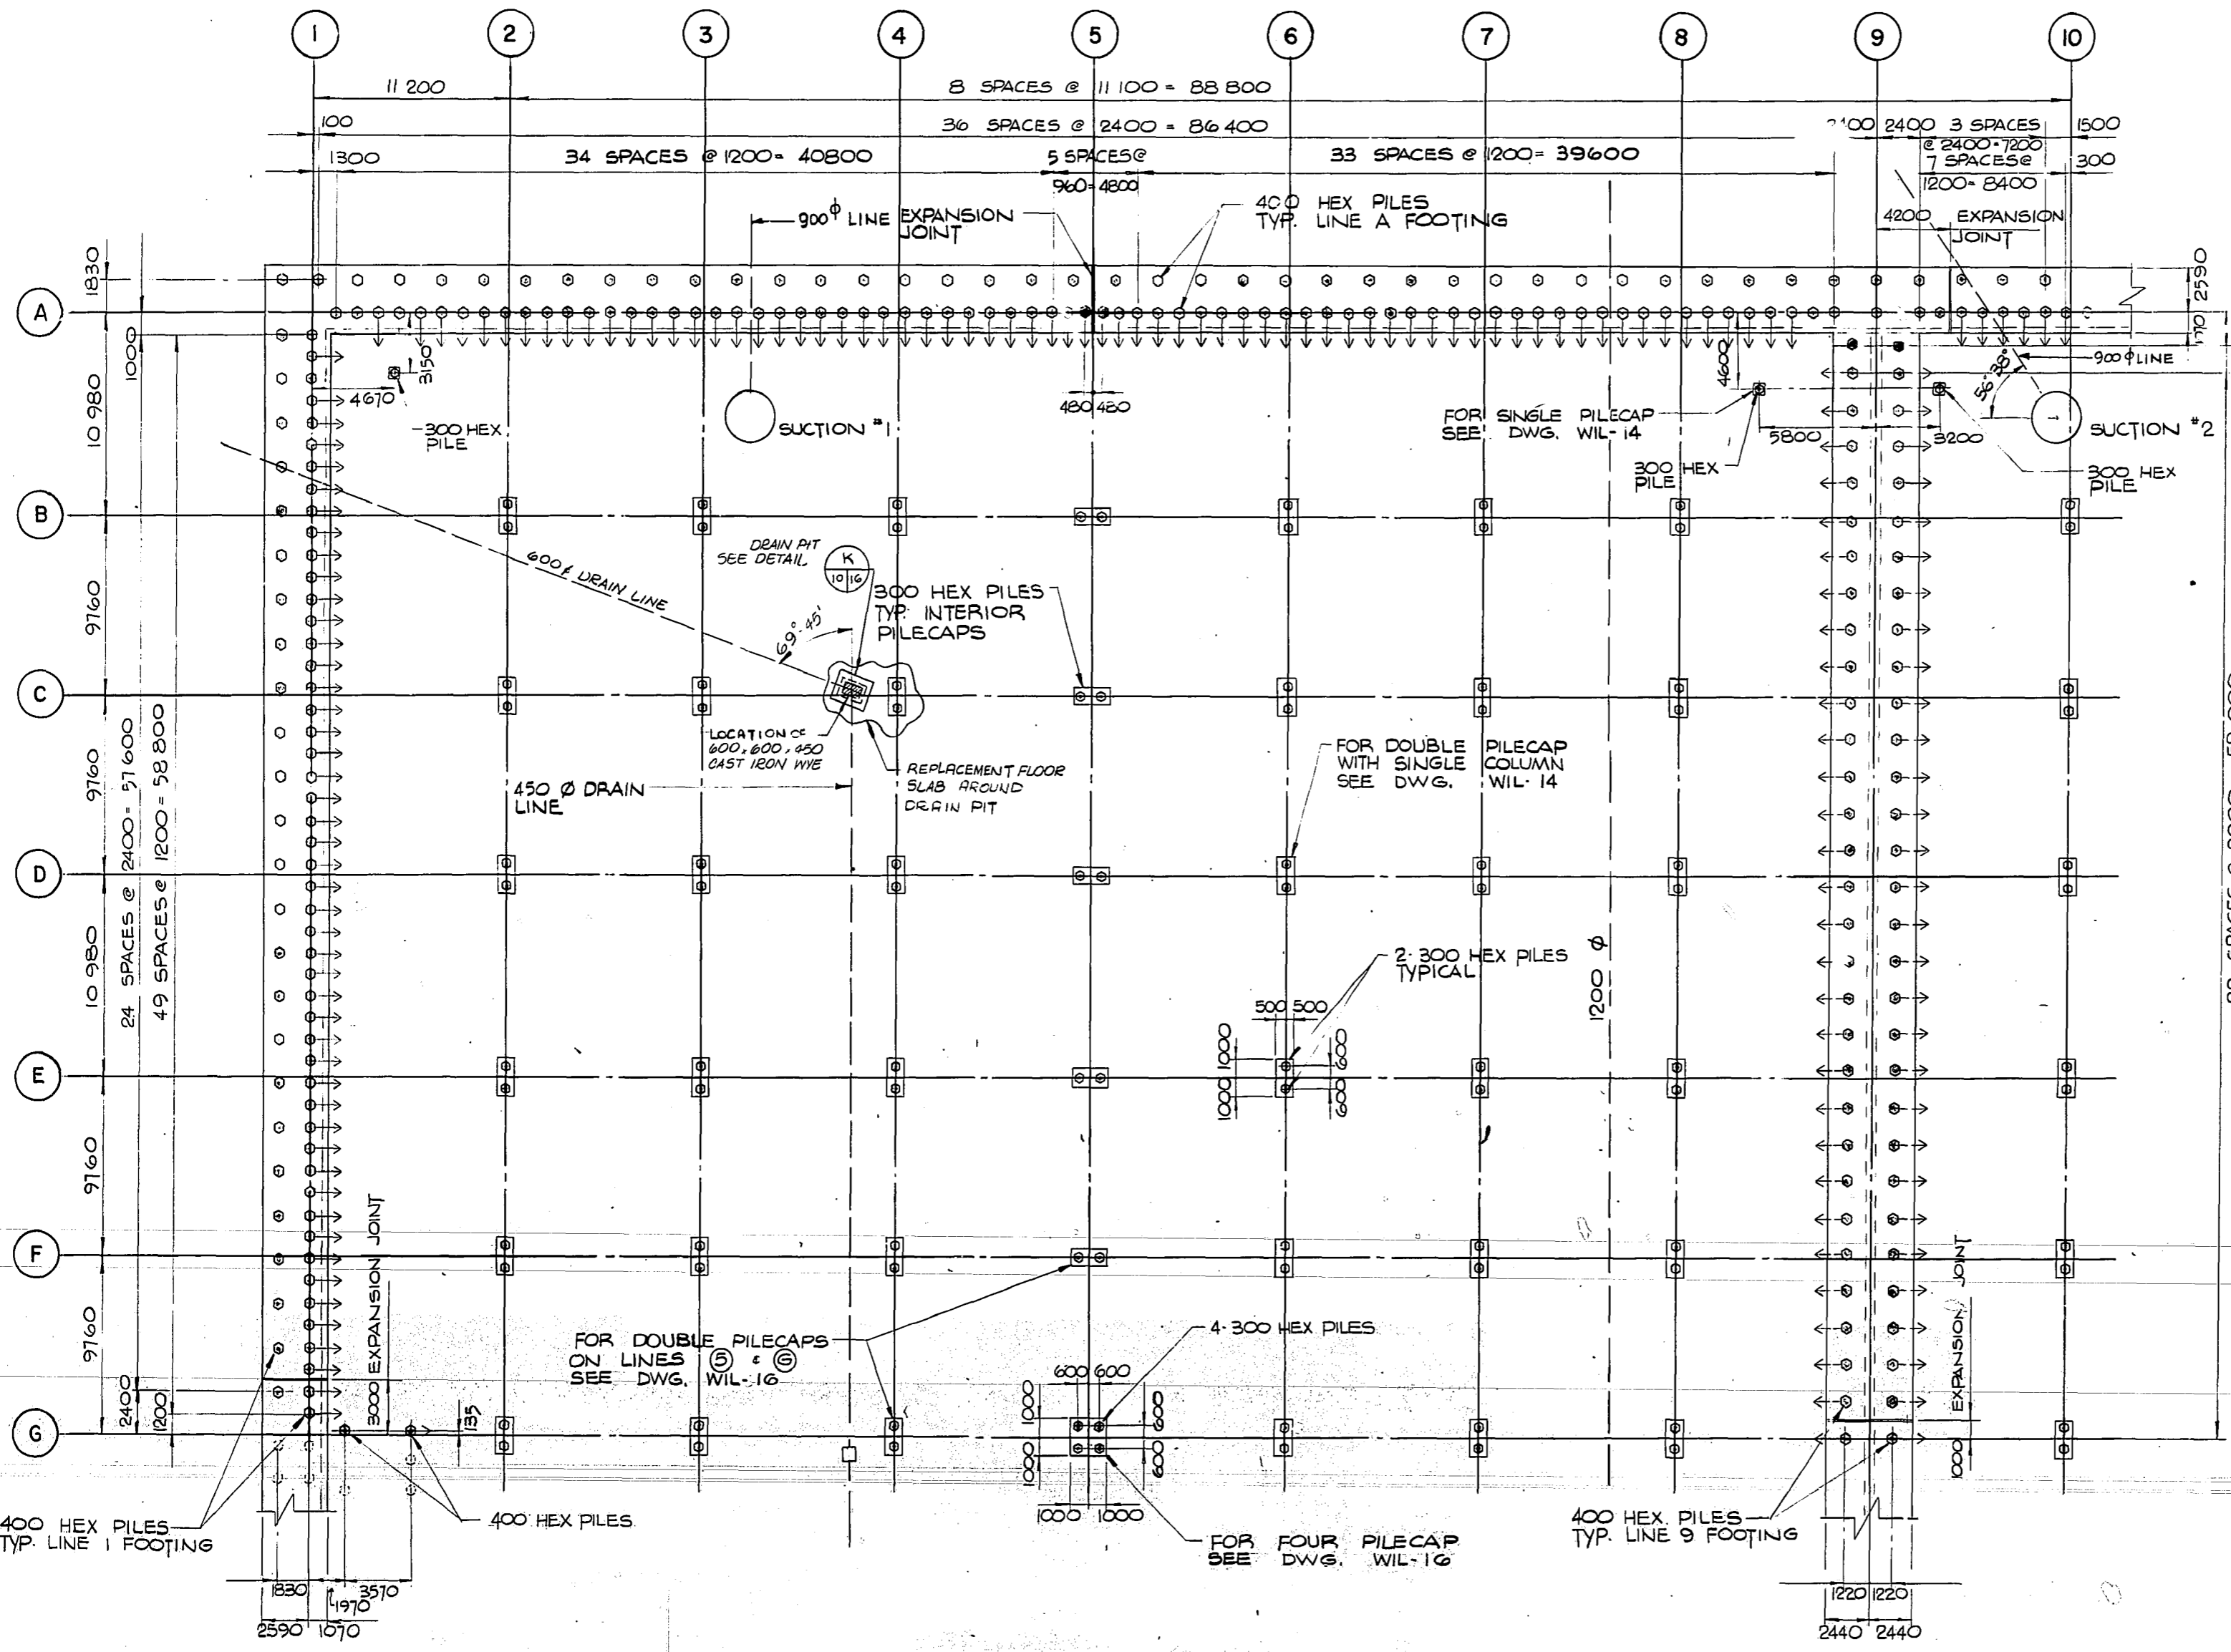 1 2 3 4 5 6 7 8 9 10
11 200
8 SPACES @ 11 100 = 88 800
100
36 SPACES @ 2400 = 86 400
2400 3 SPACES
@ 2400=7200
1500
1300
34 SPACES @ 1200= 40800
5 SPACES@
960=4800
33 SPACES @ 1200= 39600
7 SPACES@
1200= 8400
300
900 φ LINE
EXPANSION
JOINT
400 HEX PILES
TYP. LINE A FOOTING
4200
EXPANSION
JOINT
1830
2590
A
1000
3150
4670
-300 HEX
PILE
10 980
SUCTION #1
480 480
4600
FOR SINGLE PILECAP
SEE DWG. WIL-14
300 HEX
PILE
5800
3200
900 φ LINE
56°-38'
SUCTION #2
300 HEX
PILE
B
600 ¢ DRAIN LINE
DRAIN PIT
SEE DETAIL
K
10 16
69°-45'
300 HEX PILES
TYP. INTERIOR
PILECAPS
9760
C
LOCATION OF
600 x 600 x 450
CAST IRON WYE
REPLACEMENT FLOOR
SLAB AROUND
DRAIN PIT
450 Ø DRAIN
LINE
FOR DOUBLE PILECAP
WITH SINGLE COLUMN
SEE DWG. WIL-14
9760
24 SPACES @ 2400= 57600
49 SPACES @ 1200= 58800
D
10 980
2-300 HEX PILES
TYPICAL
500 500
1000
1000
600
600
1200 φ
E
9760
F
9760
3000 EXPANSION JOINT
FOR DOUBLE PILECAPS
ON LINES 5 & G
SEE DWG. WIL-16
4-300 HEX PILES
600 600
1000
1000
600
600
1000 1000
1000 EXPANSION JOINT
2400
1200
135
G
400 HEX PILES
TYP. LINE 1 FOOTING
400 HEX PILES
FOR FOUR PILECAP
SEE DWG. WIL-16
400 HEX. PILES
TYP. LINE 9 FOOTING
1830
3570
1970
2590 1070
1220 1220
2440 2440